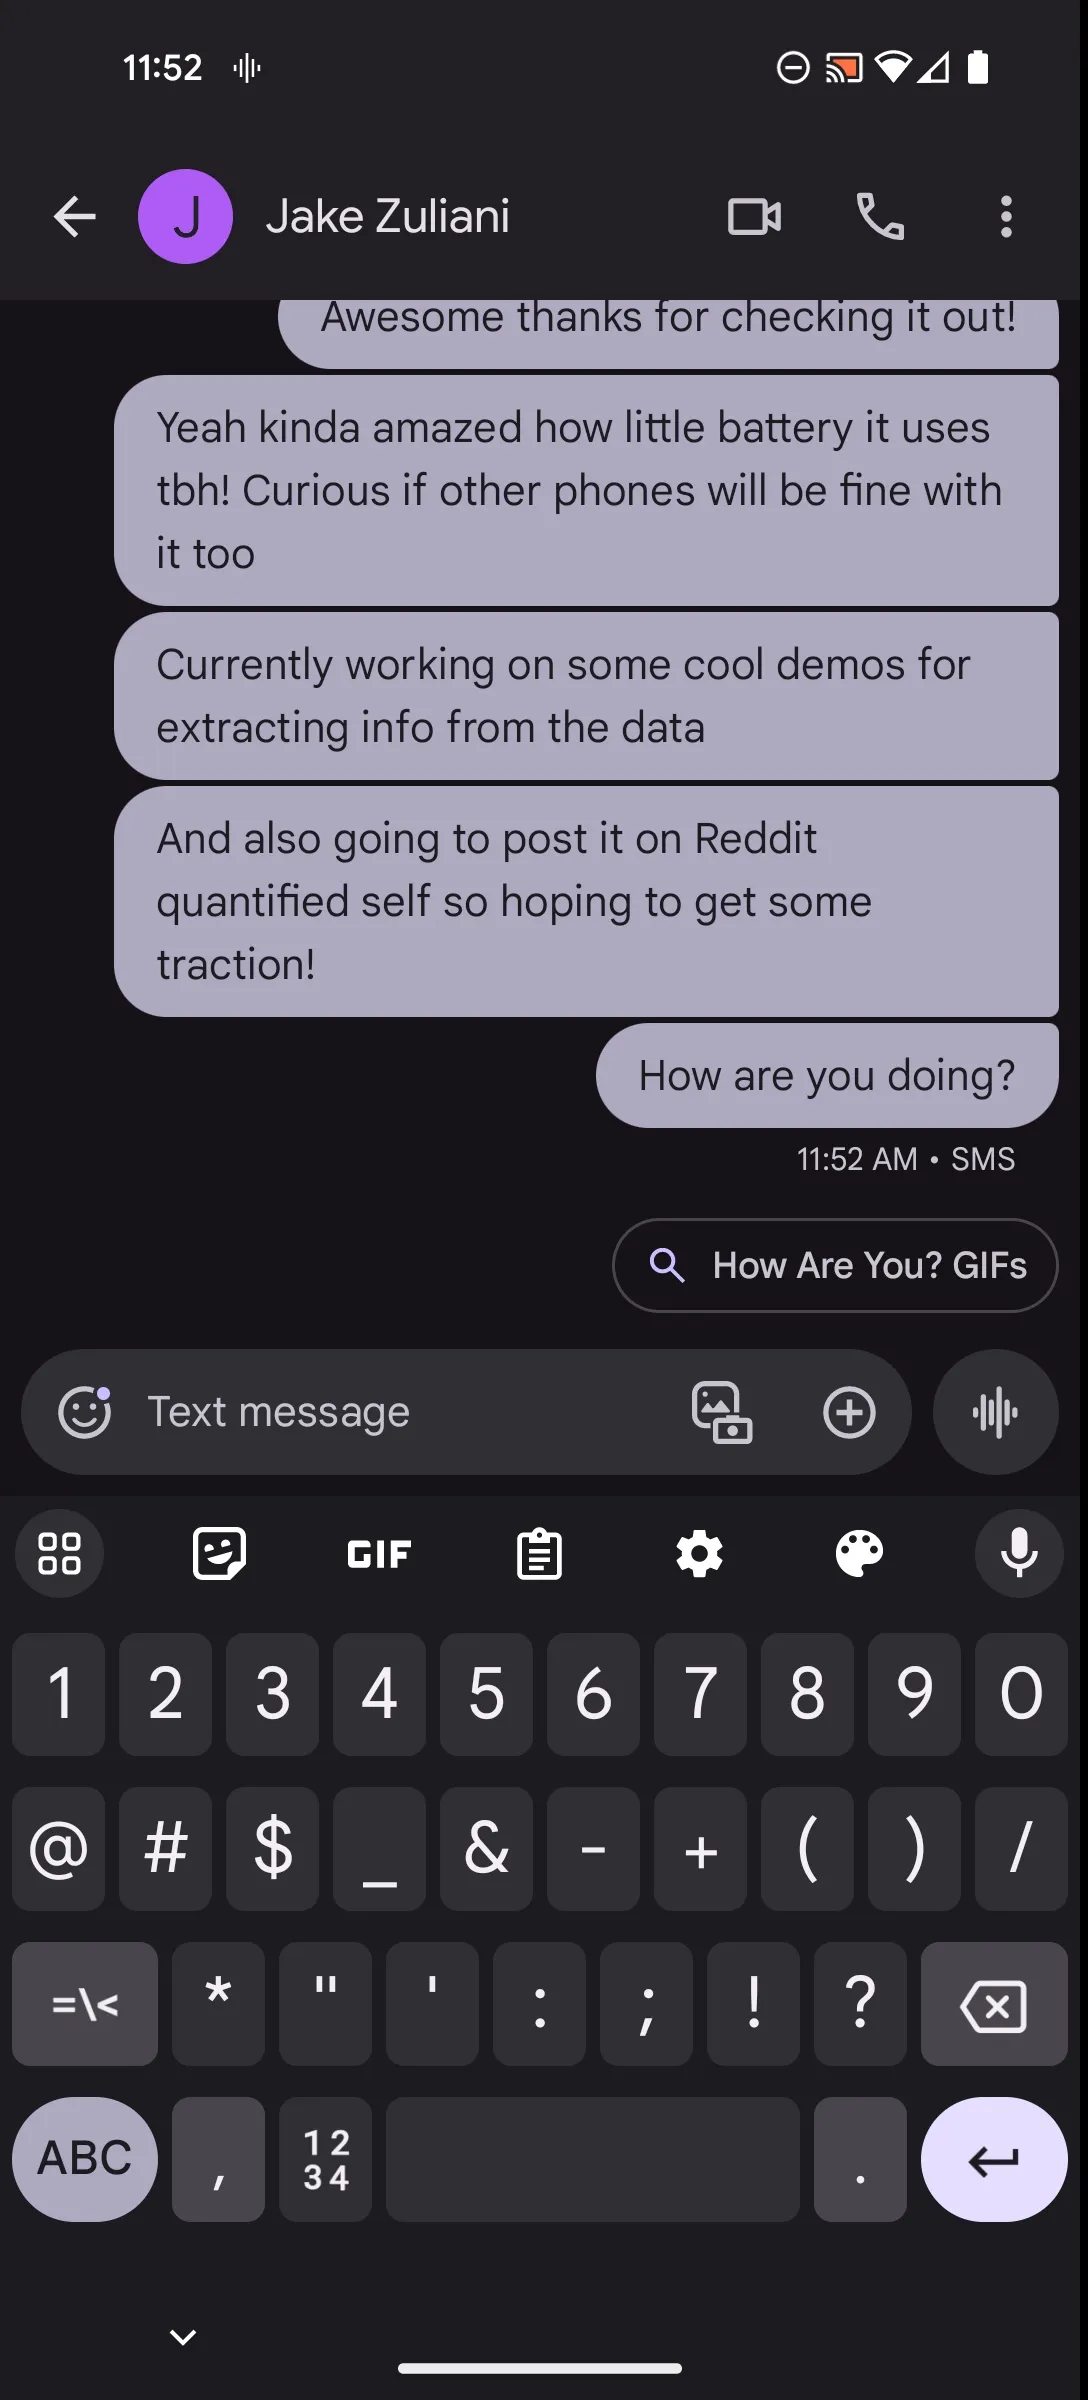 11:52
J Jake Zuliani
Awesome thanks for checking it out!
Yeah kinda amazed how little battery it uses
tbh! Curious if other phones will be fine with
it too
Currently working on some cool demos for
extracting info from the data
And also going to post it on Reddit
quantified self so hoping to get some
traction!
How are you doing?
11:52 AM • SMS
How Are You? GIFs
Text message
GIF
1 2 3 4 5 6 7 8 9 0
@ # $ _ & - + ( ) /
=\< * " ' : ; ! ?
ABC , 12 .
34